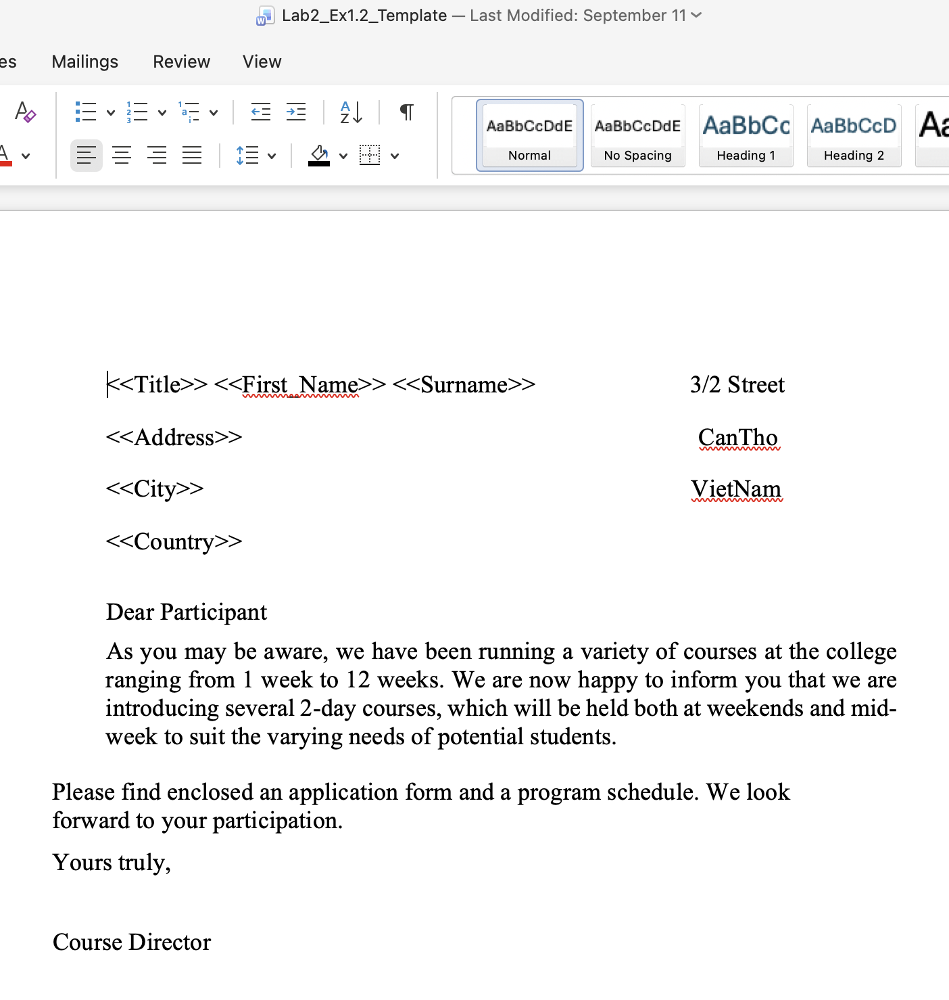 Lab2_Ex1.2_Template — Last Modified: September 11
es Mailings Review View
AaBbCcDdE AaBbCcDdE AaBbCc AaBbCcD Aa
Normal No Spacing Heading 1 Heading 2
<<Title>> <<First_Name>> <<Surname>> 3/2 Street
<<Address>> CanTho
<<City>> VietNam
<<Country>>
Dear Participant
As you may be aware, we have been running a variety of courses at the college
ranging from 1 week to 12 weeks. We are now happy to inform you that we are
introducing several 2-day courses, which will be held both at weekends and mid-
week to suit the varying needs of potential students.
Please find enclosed an application form and a program schedule. We look
forward to your participation.
Yours truly,
Course Director